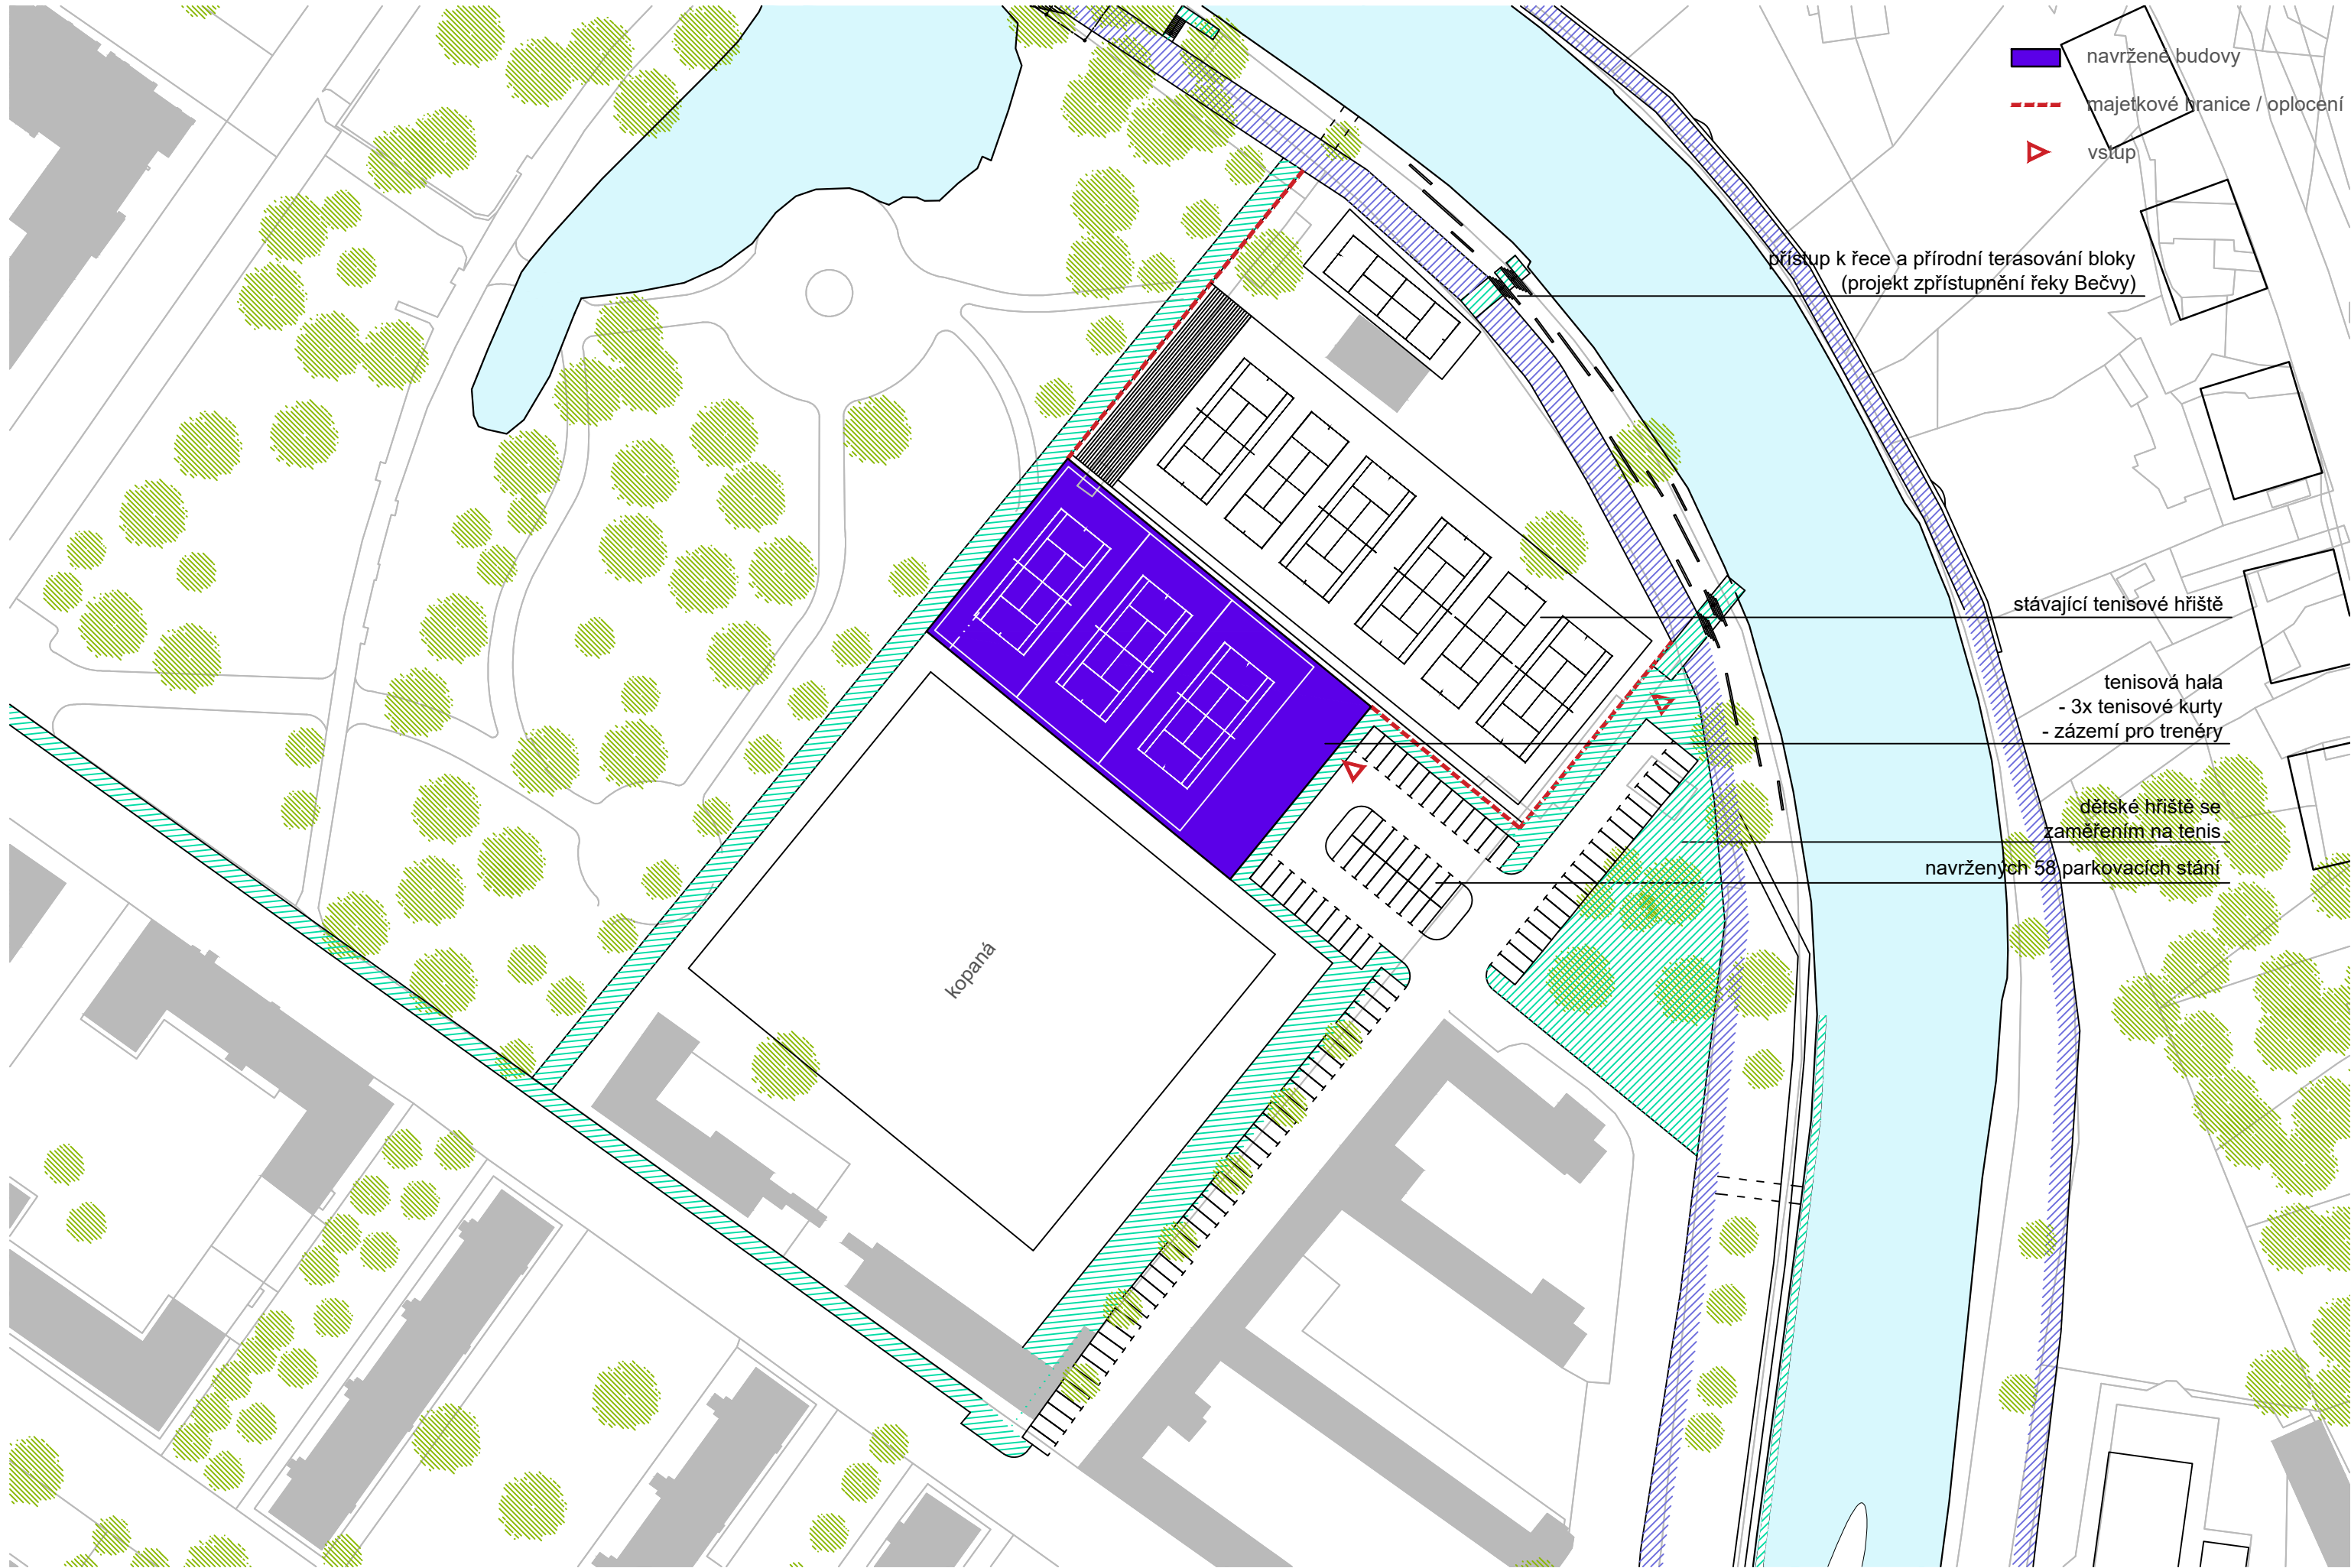 navržené budovy
majetkové hranice / oplocení
vstup
přístup k řece a přírodní terasování bloky
(projekt zpřístupnění řeky Bečvy)
stávající tenisové hřiště
tenisová hala
- 3x tenisové kurty
- zázemí pro trenéry
dětské hřiště se
zaměřením na tenis
navržených 58 parkovacích stání
kopaná